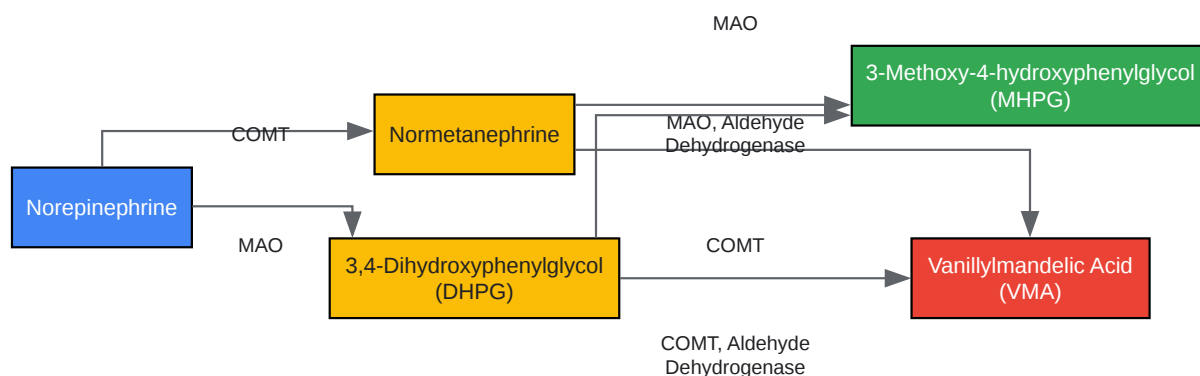 MAO
3-Methoxy-4-hydroxyphenylglycol
(MHPG)
COMT
Normetanephrine
MAO, Aldehyde
Dehydrogenase
Norepinephrine
MAO
3,4-Dihydroxyphenylglycol
(DHPG)
COMT
Vanillylmandelic Acid
(VMA)
COMT, Aldehyde
Dehydrogenase